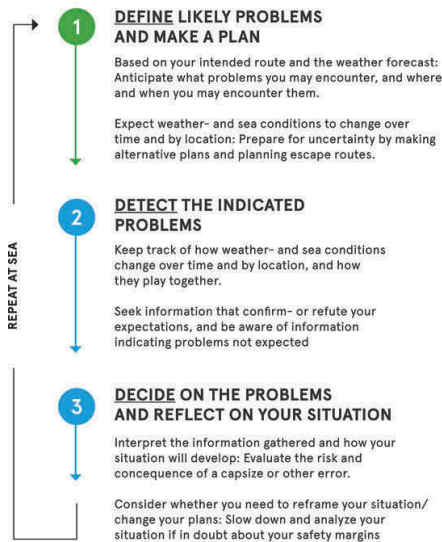 1
DEFINE LIKELY PROBLEMS
AND MAKE A PLAN
Based on your intended route and the weather forecast:
Anticipate what problems you may encounter, and where
and when you may encounter them.
Expect weather- and sea conditions to change over
time and by location: Prepare for uncertainty by making
alternative plans and planning escape routes.
2
DETECT THE INDICATED
PROBLEMS
Keep track of how weather- and sea conditions
change over time and by location, and how
they play together.
Seek information that confirm- or refute your
expectations, and be aware of information
indicating problems not expected
3
DECIDE ON THE PROBLEMS
AND REFLECT ON YOUR SITUATION
Interpret the information gathered and how your
situation will develop: Evaluate the risk and
concequence of a capsize or other error.
Consider whether you need to reframe your situation/
change your plans: Slow down and analyze your
situation if in doubt about your safety margins
REPEAT AT SEA